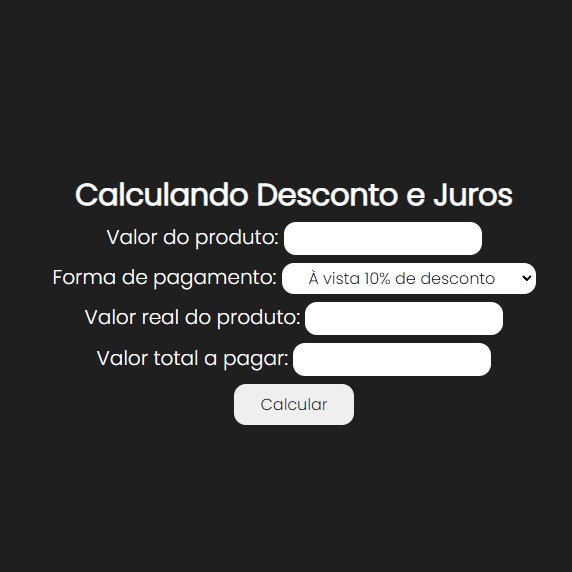 Calculando Desconto e Juros
Valor do produto:
Forma de pagamento: À vista 10% de desconto
Valor real do produto:
Valor total a pagar:
Calcular